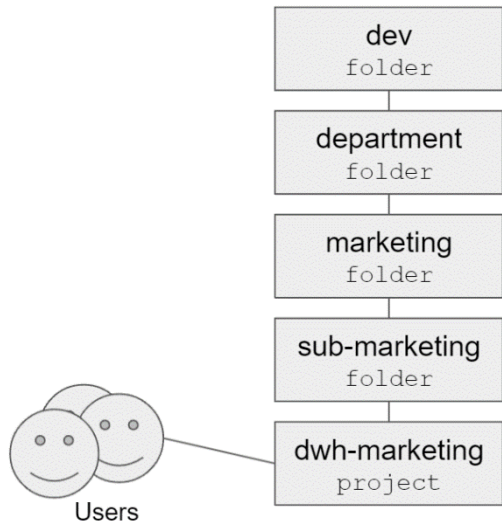 dev
folder
department
folder
marketing
folder
sub-marketing
folder
dwh-marketing
project
Users